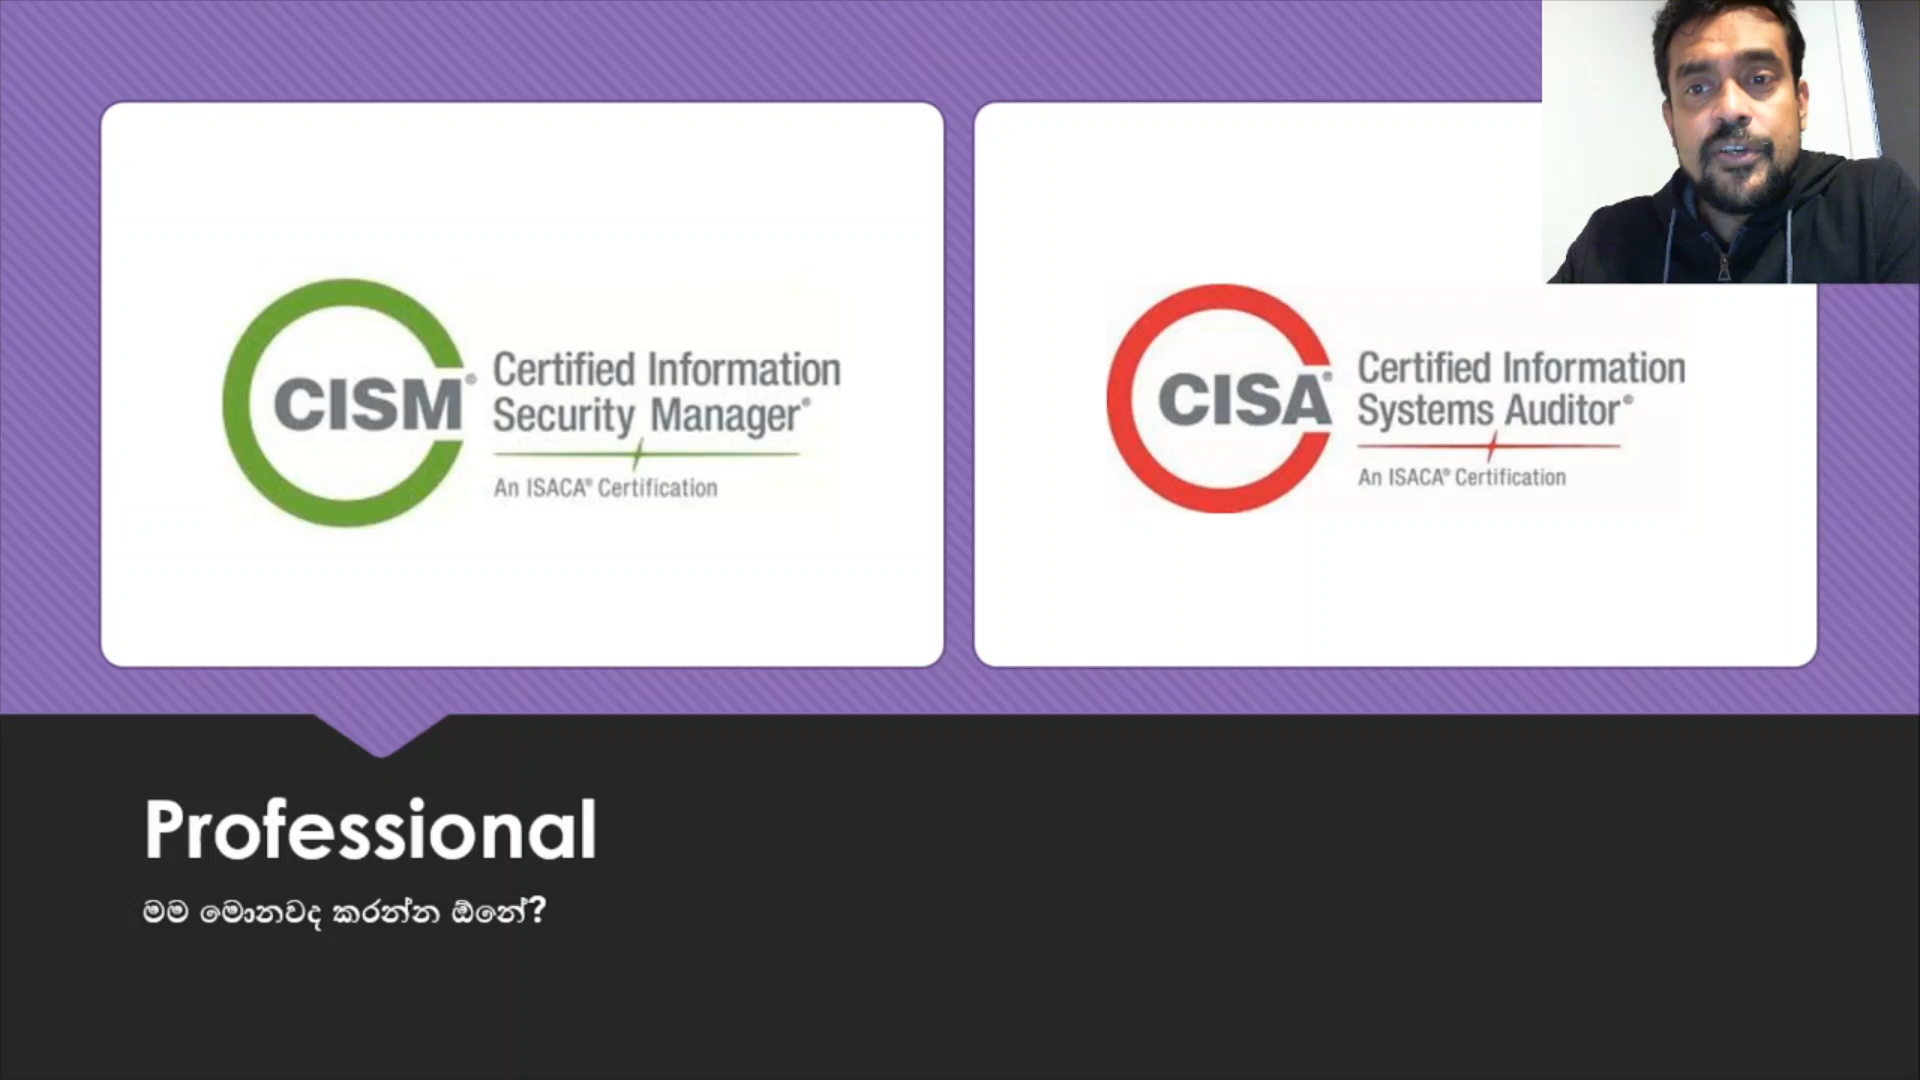 CISM®
Certified Information
Security Manager®
An ISACA® Certification
CISA®
Certified Information
Systems Auditor®
An ISACA® Certification
Professional
මම මොනවද කරන්න ඕනේ?